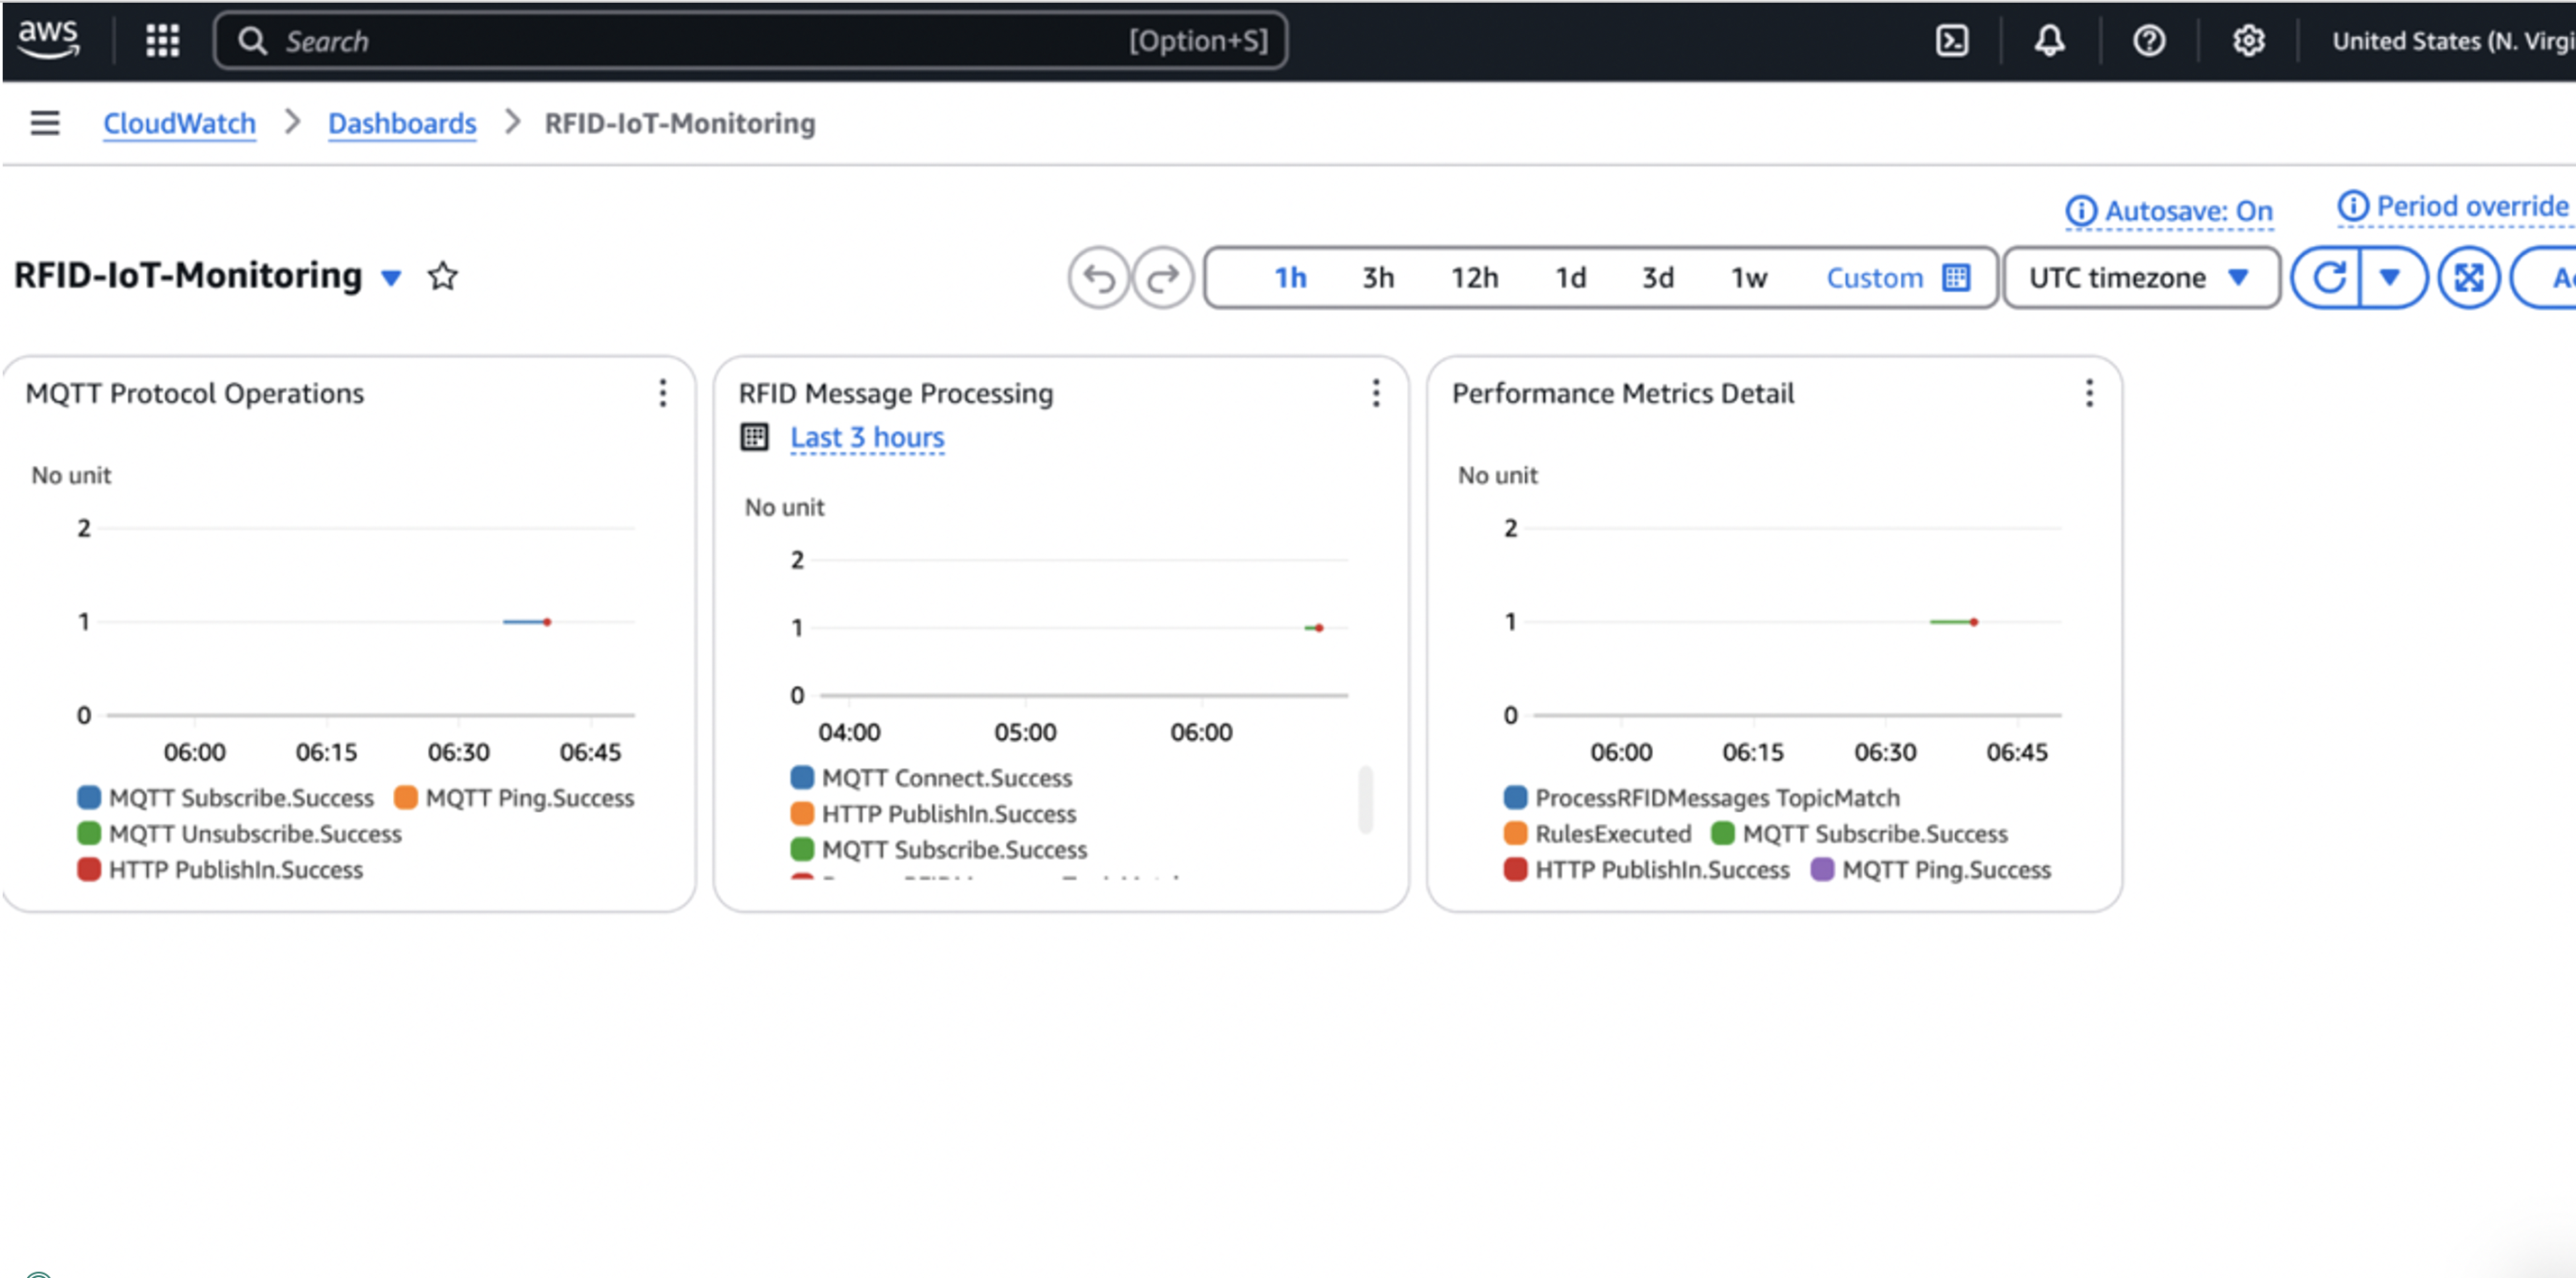 aws
Search [Option+S]
United States (N. Virgi
CloudWatch > Dashboards > RFID-IoT-Monitoring
Autosave: On Period override
RFID-IoT-Monitoring
1h 3h 12h 1d 3d 1w Custom UTC timezone
MQTT Protocol Operations
No unit
2
1
0
06:00 06:15 06:30 06:45
MQTT Subscribe.Success MQTT Ping.Success
MQTT Unsubscribe.Success
HTTP PublishIn.Success
RFID Message Processing
Last 3 hours
No unit
2
1
0
04:00 05:00 06:00
MQTT Connect.Success
HTTP PublishIn.Success
MQTT Subscribe.Success
Performance Metrics Detail
No unit
2
1
0
06:00 06:15 06:30 06:45
ProcessRFIDMessages TopicMatch
RulesExecuted MQTT Subscribe.Success
HTTP PublishIn.Success MQTT Ping.Success